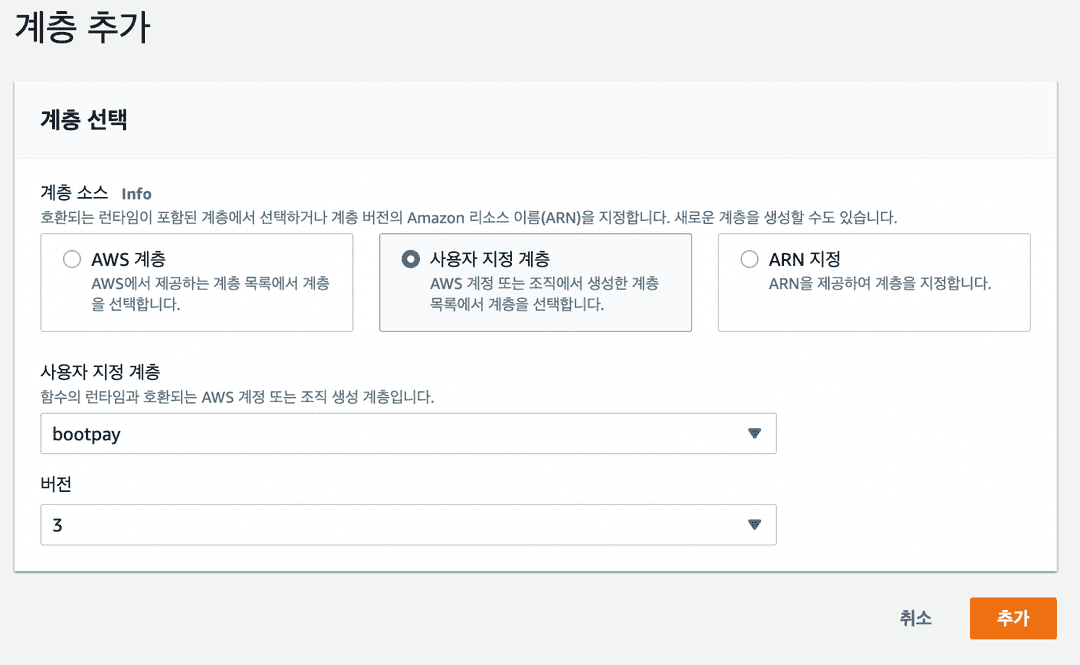 계층 추가
계층 선택
계층 소스 Info
호환되는 런타임이 포함된 계층에서 선택하거나 계층 버전의 Amazon 리소스 이름(ARN)을 지정합니다. 새로운 계층을 생성할 수도 있습니다.
AWS 계층
AWS에서 제공하는 계층 목록에서 계층
을 선택합니다.
사용자 지정 계층
AWS 계정 또는 조직에서 생성한 계층
목록에서 계층을 선택합니다.
ARN 지정
ARN을 제공하여 계층을 지정합니다.
사용자 지정 계층
함수의 런타임과 호환되는 AWS 계정 또는 조직 생성 계층입니다.
bootpay
버전
3
취소
추가